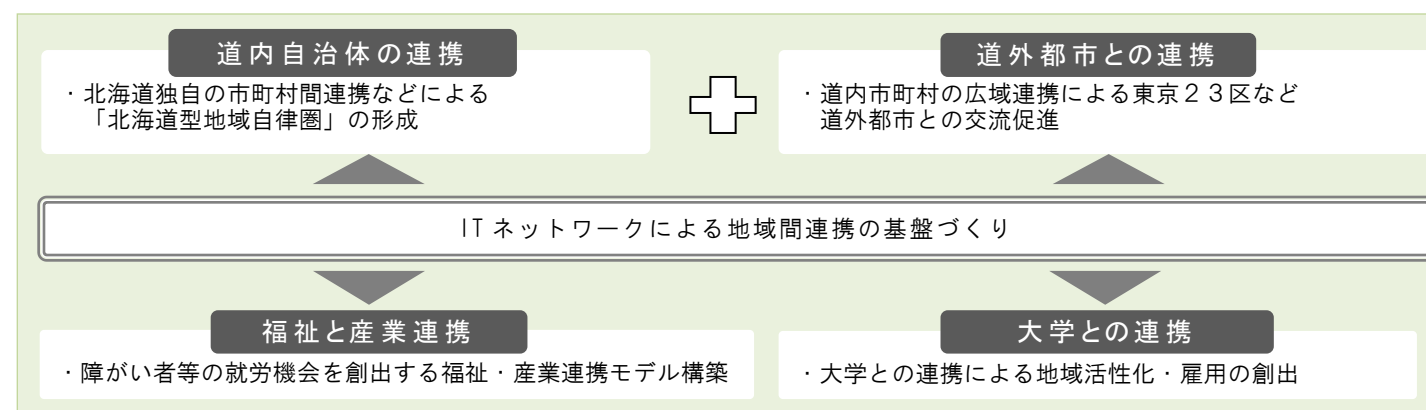 道内自治体の連携
・北海道独自の市町村間連携などによる
「北海道型地域自律圏」の形成
道外都市との連携
・道内市町村の広域連携による東京２３区など
道外都市との交流促進
ITネットワークによる地域間連携の基盤づくり
福祉と産業連携
・障がい者等の就労機会を創出する福祉・産業連携モデル構築
大学との連携
・大学との連携による地域活性化・雇用の創出